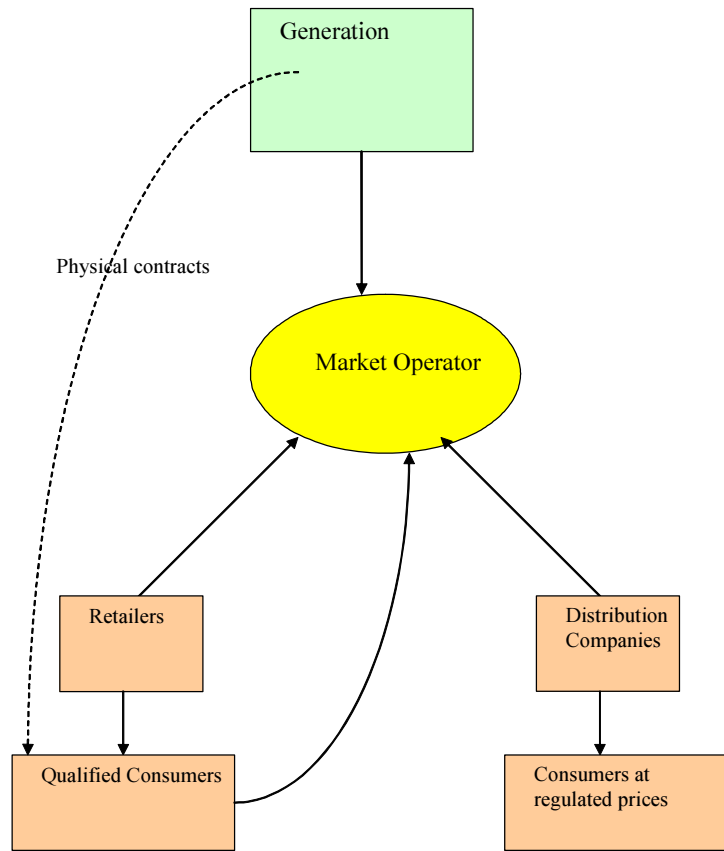 Generation
Physical contracts
Market Operator
Retailers
Distribution
Companies
Qualified Consumers
Consumers at
regulated prices